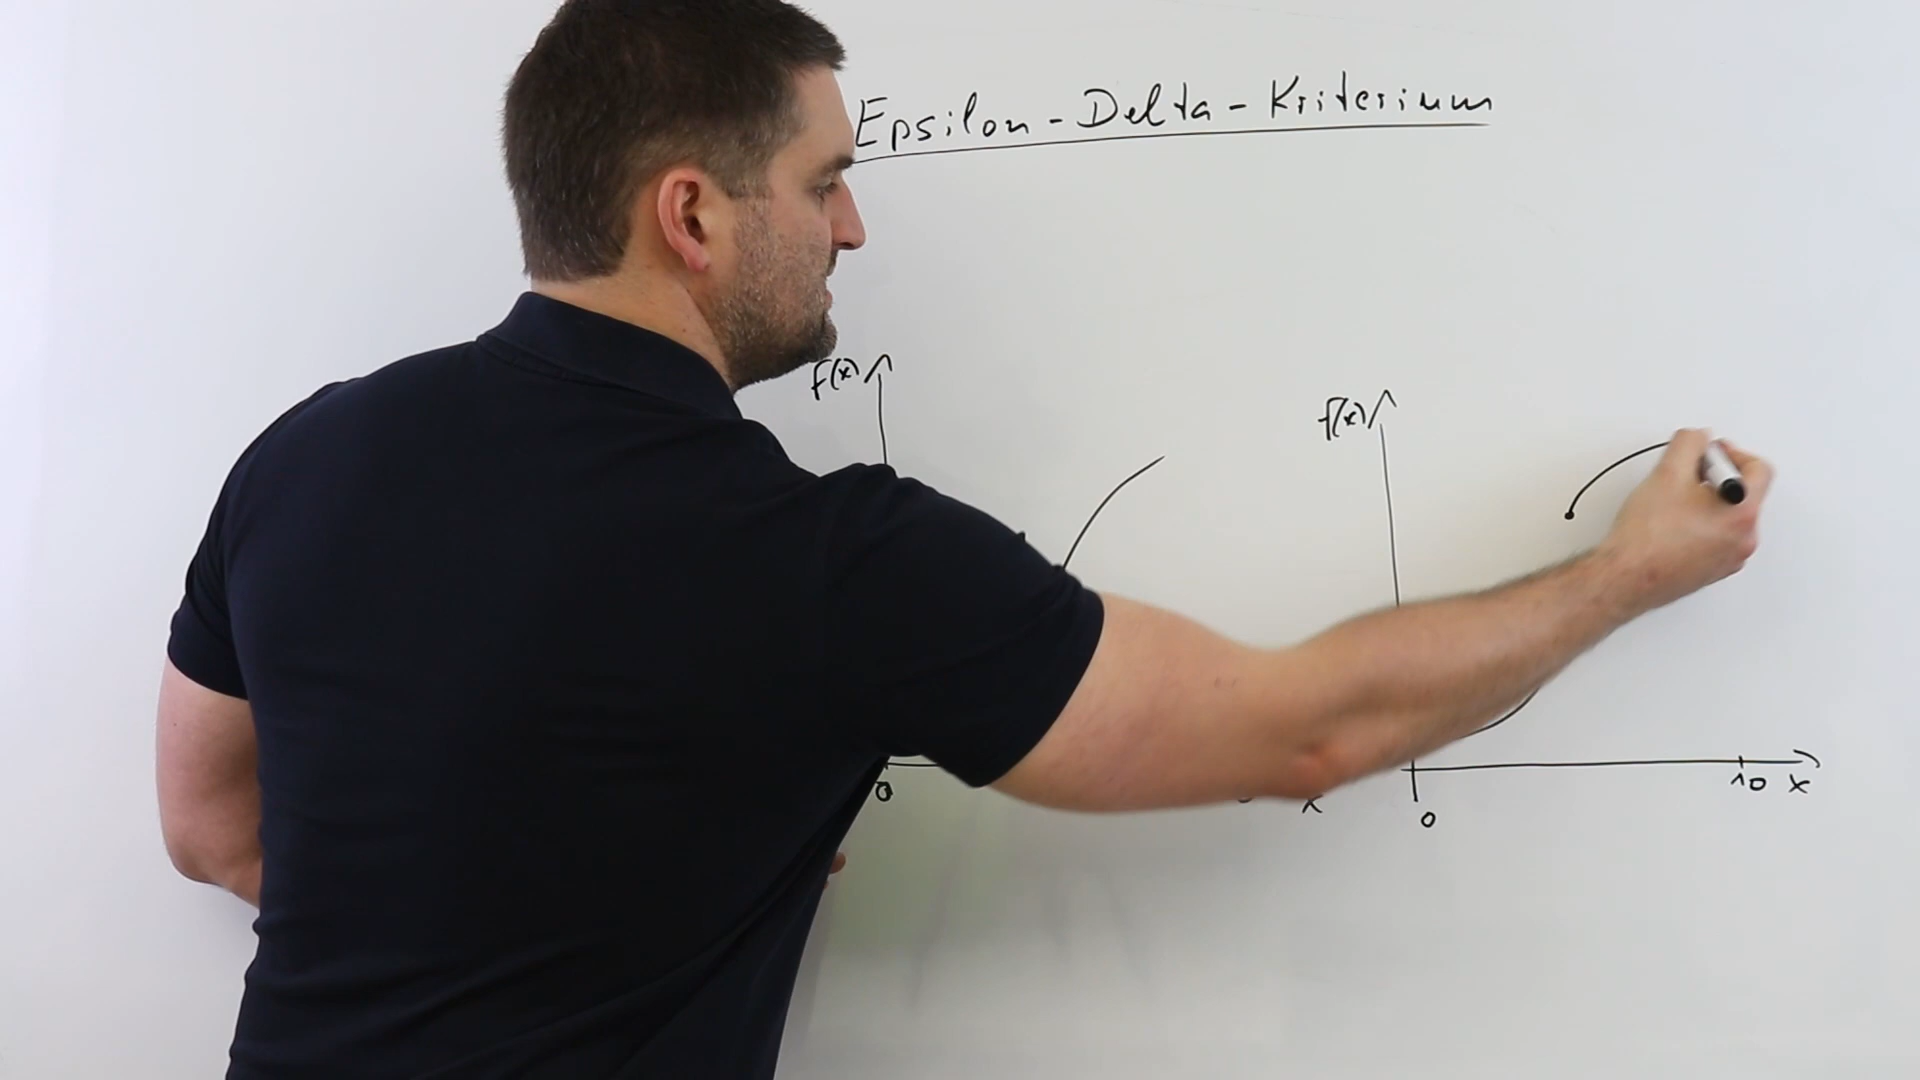 Epsilon-Delta-Kriterium
f(x)
f(x)
0
x
0
10 x